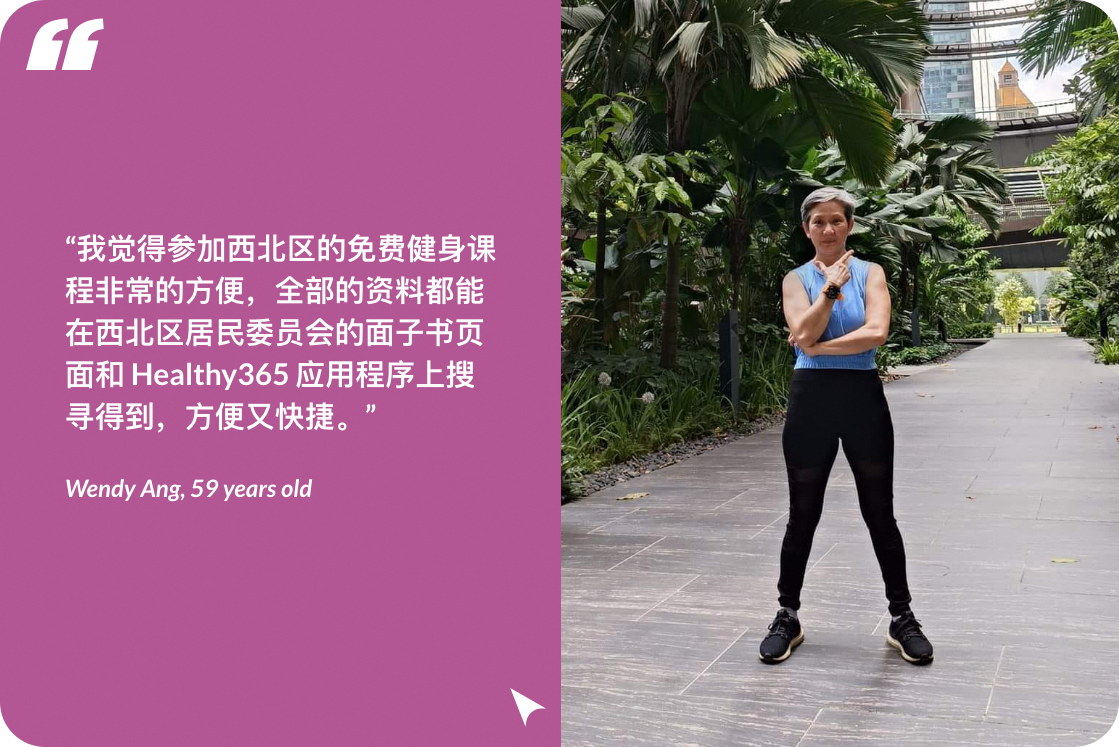 “我觉得参加西北区的免费健身课
程非常的方便，全部的资料都能
在西北区居民委员会的面子书页
面和 Healthy365 应用程序上搜
寻得到，方便又快捷。”
Wendy Ang, 59 years old